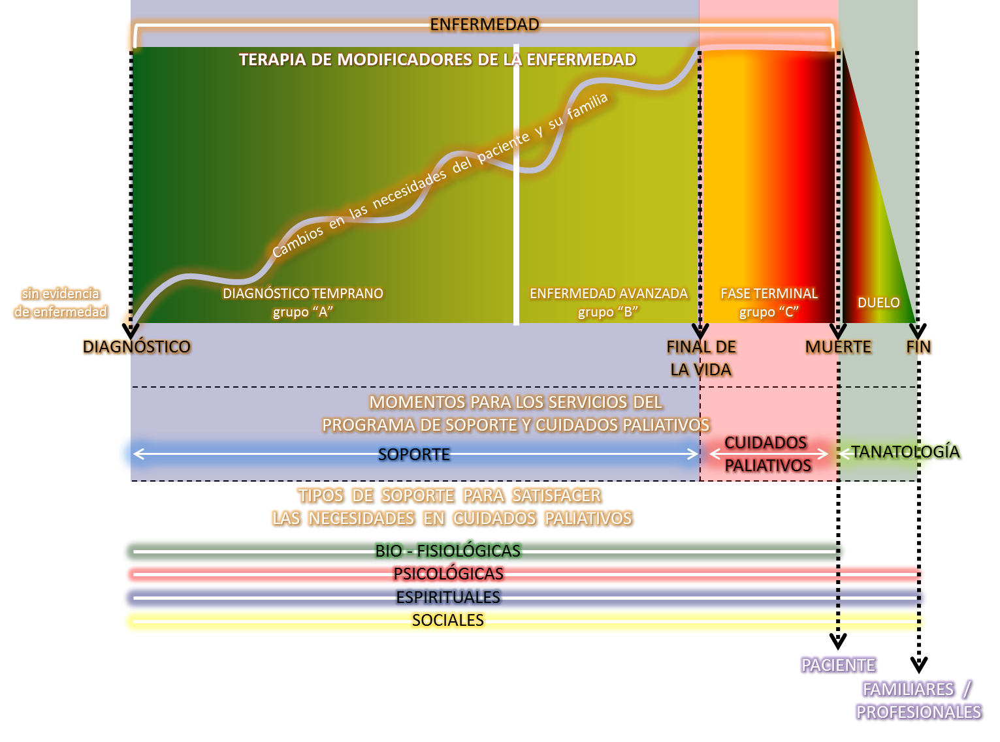 ENFERMEDAD
TERAPIA DE MODIFICADORES DE LA ENFERMEDAD
Cambios en las necesidades del paciente y su familia
sin evidencia
de enfermedad
DIAGNÓSTICO TEMPRANO
grupo “A”
ENFERMEDAD AVANZADA
grupo “B”
FASE TERMINAL
grupo “C”
DUELO
DIAGNÓSTICO
FINAL DE
LA VIDA
MUERTE
FIN
MOMENTOS PARA LOS SERVICIOS DEL
PROGRAMA DE SOPORTE Y CUIDADOS PALIATIVOS
SOPORTE
CUIDADOS
PALIATIVOS
TANATOLOGÍA
TIPOS DE SOPORTE PARA SATISFACER
LAS NECESIDADES EN CUIDADOS PALIATIVOS
BIO - FISIOLÓGICAS
PSICOLÓGICAS
ESPIRITUALES
SOCIALES
PACIENTE
FAMILIARES /
PROFESIONALES